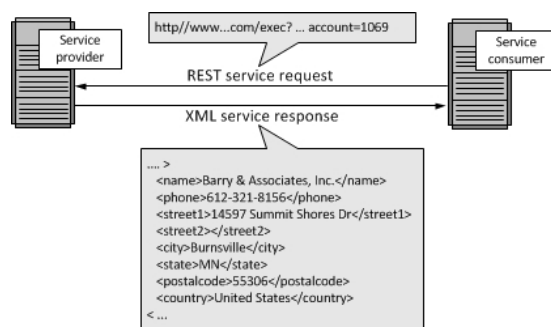 http//www...com/exec? ... account=1069
Service
provider
Service
consumer
REST service request
XML service response
.... >
<name>Barry & Associates, Inc.</name>
<phone>612-321-8156</phone>
<street1>14597 Summit Shores Dr</street1>
<street2></street2>
<city>Burnsville</city>
<state>MN</state>
<postalcode>55306</postalcode>
<country>United States</country>
< ...